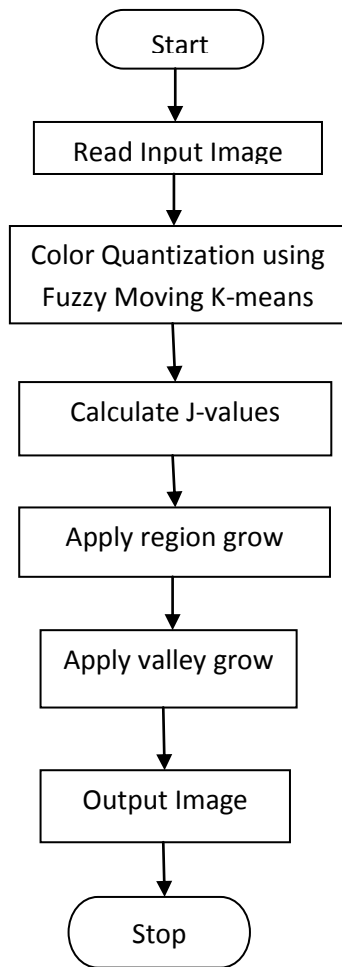 Start
Read Input Image
Color Quantization using
Fuzzy Moving K-means
Calculate J-values
Apply region grow
Apply valley grow
Output Image
Stop